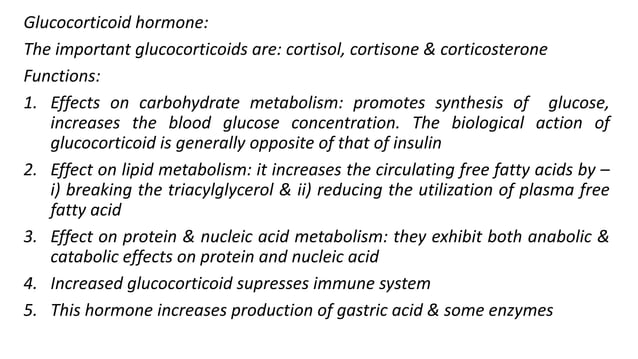 Glucocorticoid hormone:
The important glucocorticoids are: cortisol, cortisone & corticosterone
Functions:
1. Effects on carbohydrate metabolism: promotes synthesis of glucose,
increases the blood glucose concentration. The biological action of
glucocorticoid is generally opposite of that of insulin
2. Effect on lipid metabolism: it increases the circulating free fatty acids by –
i) breaking the triacylglycerol & ii) reducing the utilization of plasma free
fatty acid
3. Effect on protein & nucleic acid metabolism: they exhibit both anabolic &
catabolic effects on protein and nucleic acid
4. Increased glucocorticoid supresses immune system
5. This hormone increases production of gastric acid & some enzymes